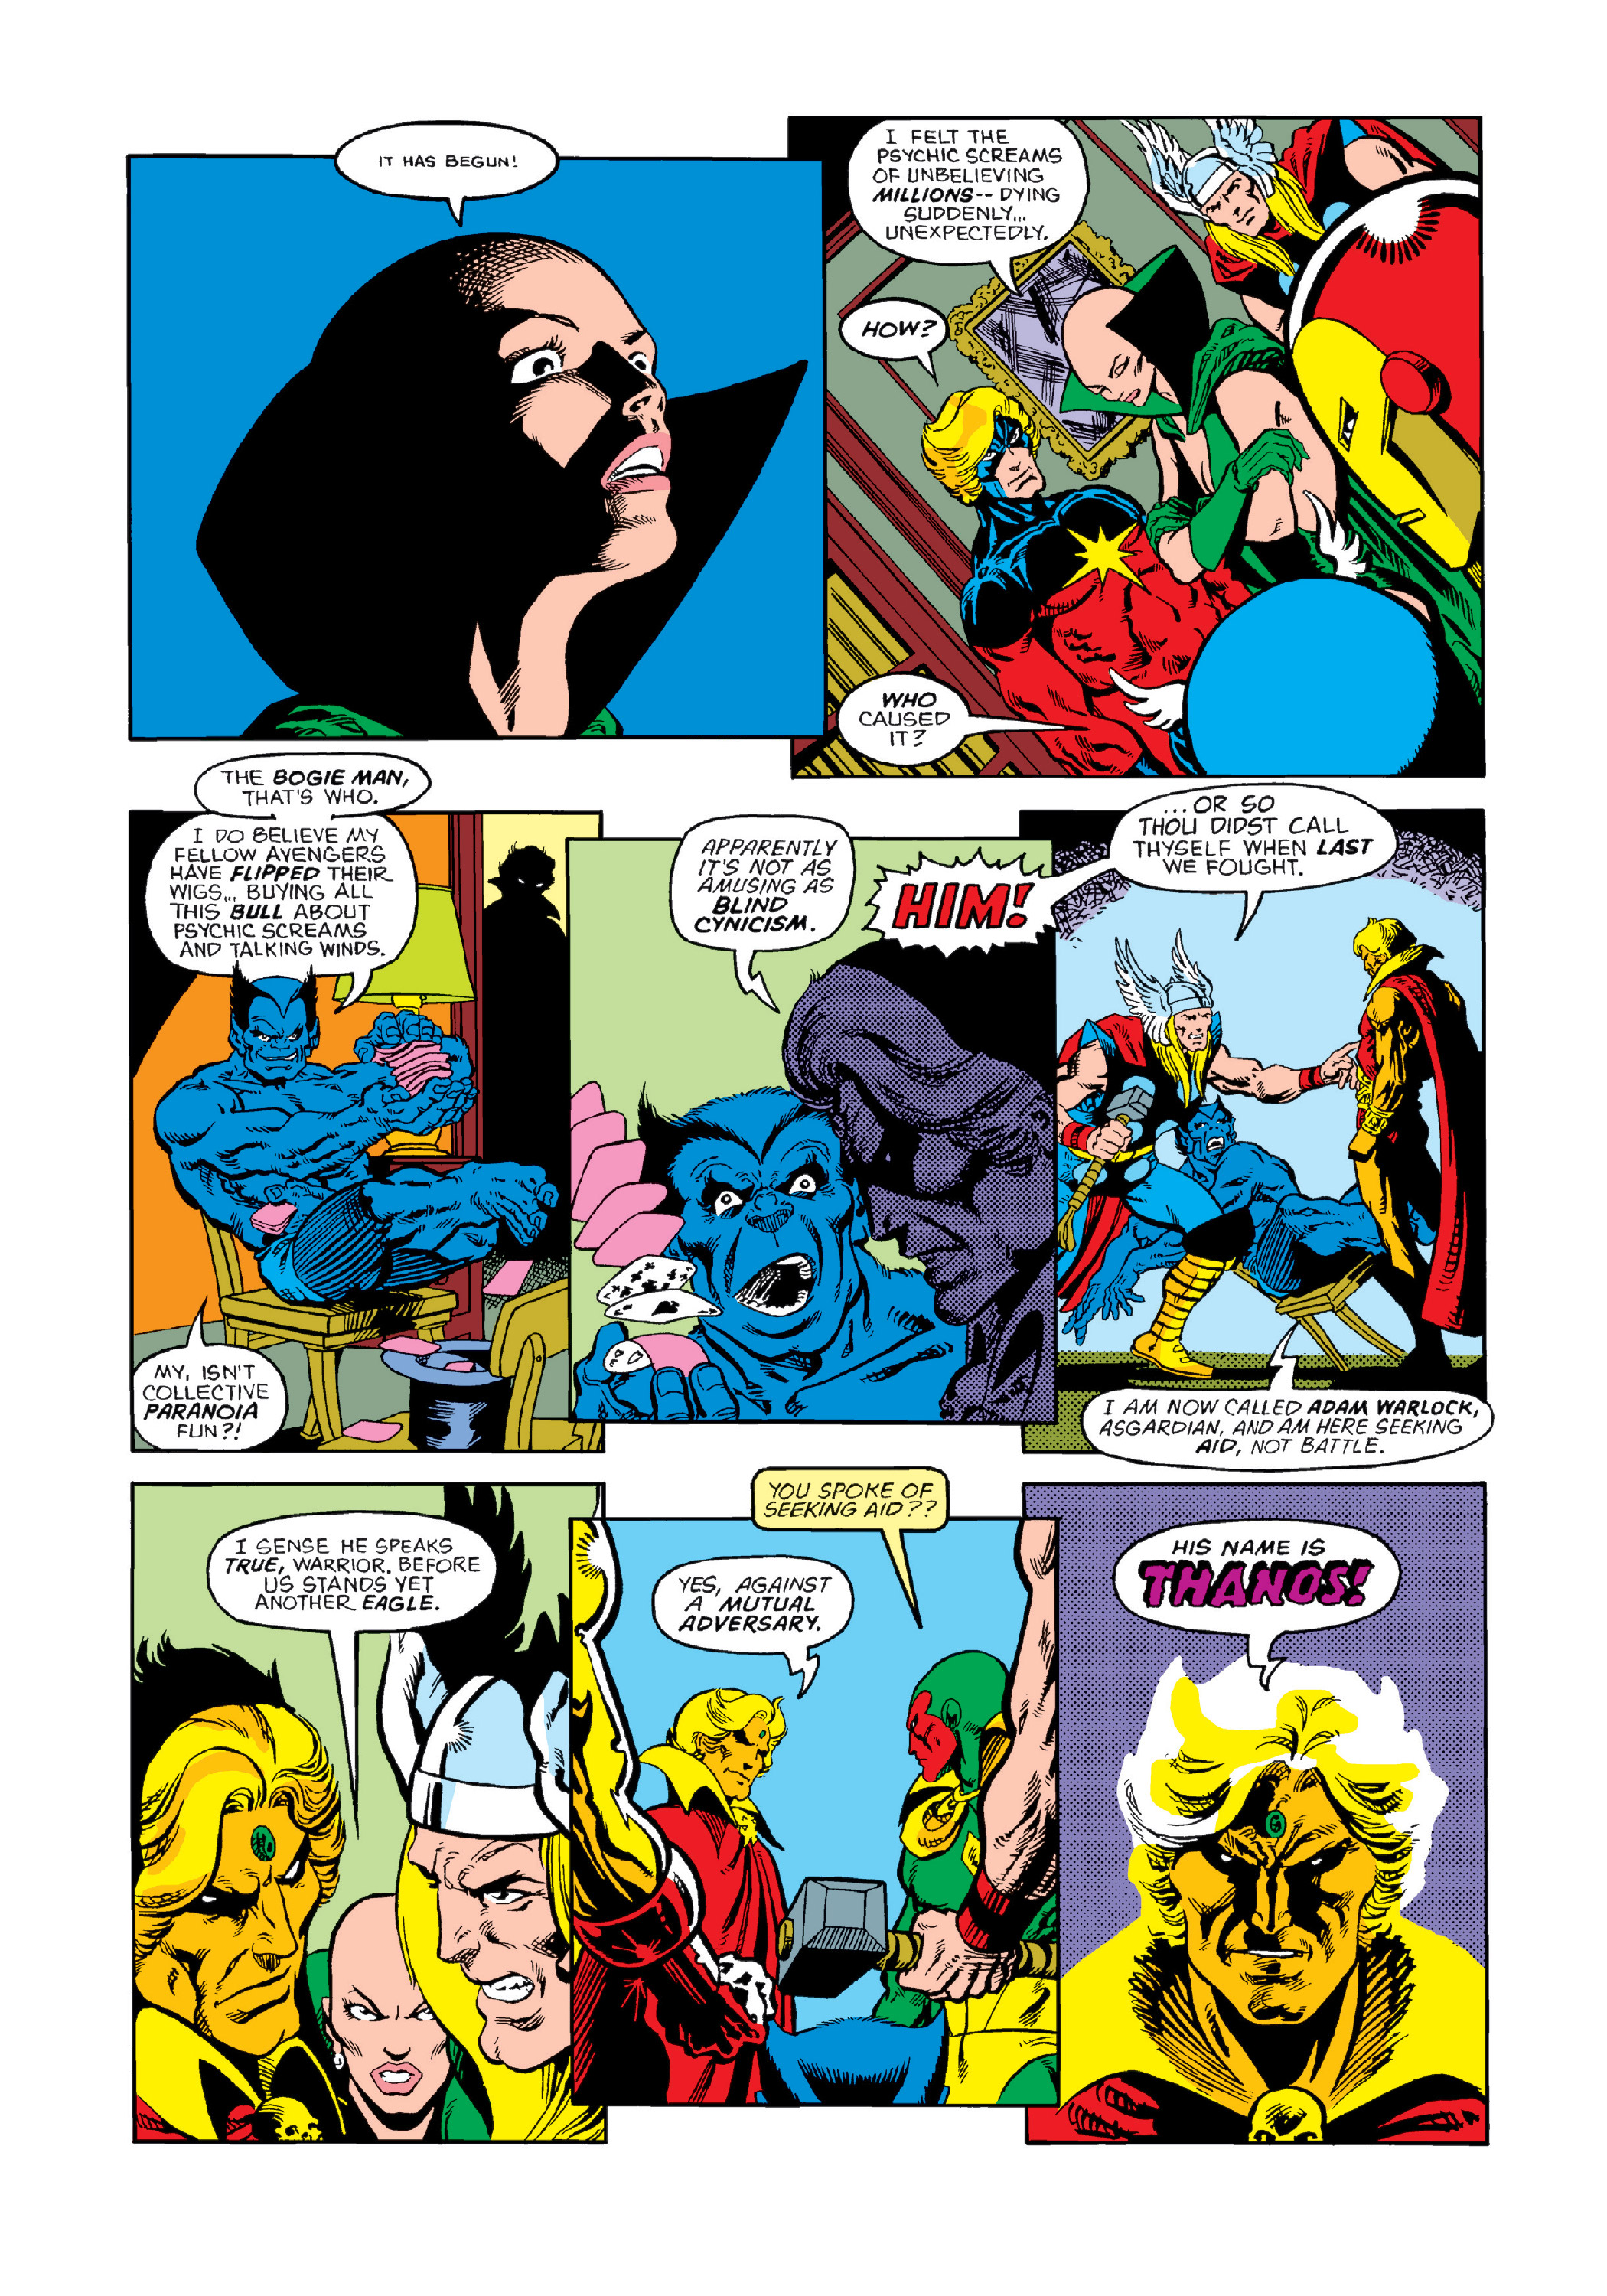 IT HAS BEGUN!
I FELT THE
PSYCHIC SCREAMS
OF UNBELIEVING
MILLIONS-- DYING
SUDDENLY...
UNEXPECTEDLY.
HOW?
WHO
CAUSED
IT?
THE BOGIE MAN,
THAT'S WHO.
I DO BELIEVE MY
FELLOW AVENGERS
HAVE FLIPPED THEIR
WIGS... BUYING ALL
THIS BULL ABOUT
PSYCHIC SCREAMS
AND TALKING WINDS.
MY, ISN'T
COLLECTIVE
PARANOIA
FUN?!
APPARENTLY
IT'S NOT AS
AMUSING AS
BLIND
CYNICISM.
HIM!
...OR SO
THOU DIDST CALL
THYSELF WHEN LAST
WE FOUGHT.
I AM NOW CALLED ADAM WARLOCK,
ASGARDIAN, AND AM HERE SEEKING
AID, NOT BATTLE.
I SENSE HE SPEAKS
TRUE, WARRIOR. BEFORE
US STANDS YET
ANOTHER EAGLE.
YOU SPOKE OF
SEEKING AID??
YES, AGAINST
A MUTUAL
ADVERSARY.
HIS NAME IS
THANOS!